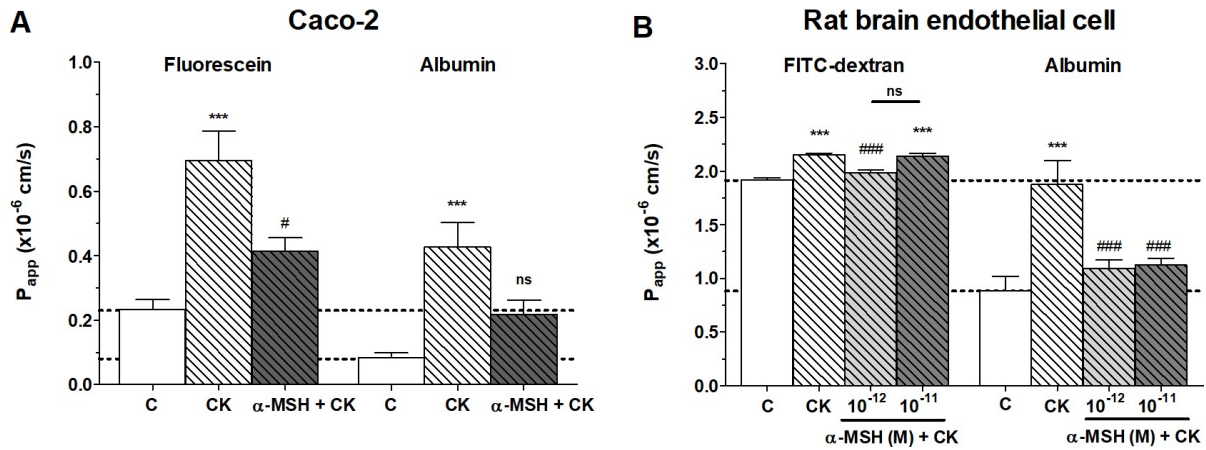 A
Caco-2
Fluorescein
Albumin
P_app (x10^-6 cm/s)
1.0
0.8
0.6
0.4
0.2
0.0
***
#
***
ns
C
CK
α-MSH + CK
C
CK
α-MSH + CK
B
Rat brain endothelial cell
FITC-dextran
Albumin
P_app (x10^-6 cm/s)
3.0
2.5
2.0
1.5
1.0
0.5
0.0
ns
***
###
***
***
###
###
C
CK
10^-12
10^-11
C
CK
10^-12
10^-11
α-MSH (M) + CK
α-MSH (M) + CK